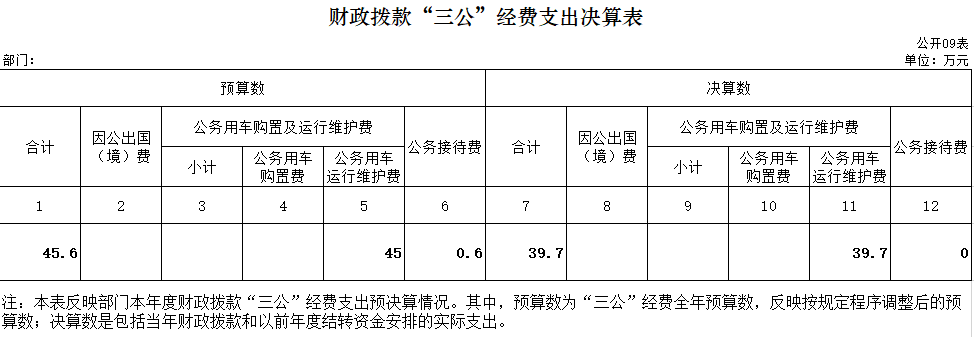 财政拨款“三公”经费支出决算表
公开09表
部门: 单位: 万元
预算数 决算数
合计 因公出国（境）费 公务用车购置及运行维护费 公务接待费 合计 因公出国（境）费 公务用车购置及运行维护费 公务接待费
小计 公务用车购置费 公务用车运行维护费 小计 公务用车购置费 公务用车运行维护费
1 2 3 4 5 6 7 8 9 10 11 12
45.6 45 0.6 39.7 39.7 0
注：本表反映部门本年度财政拨款“三公”经费支出预决算情况。其中，预算数为“三公”经费全年预算数，反映按规定程序调整后的预
算数；决算数是包括当年财政拨款和以前年度结转资金安排的实际支出。